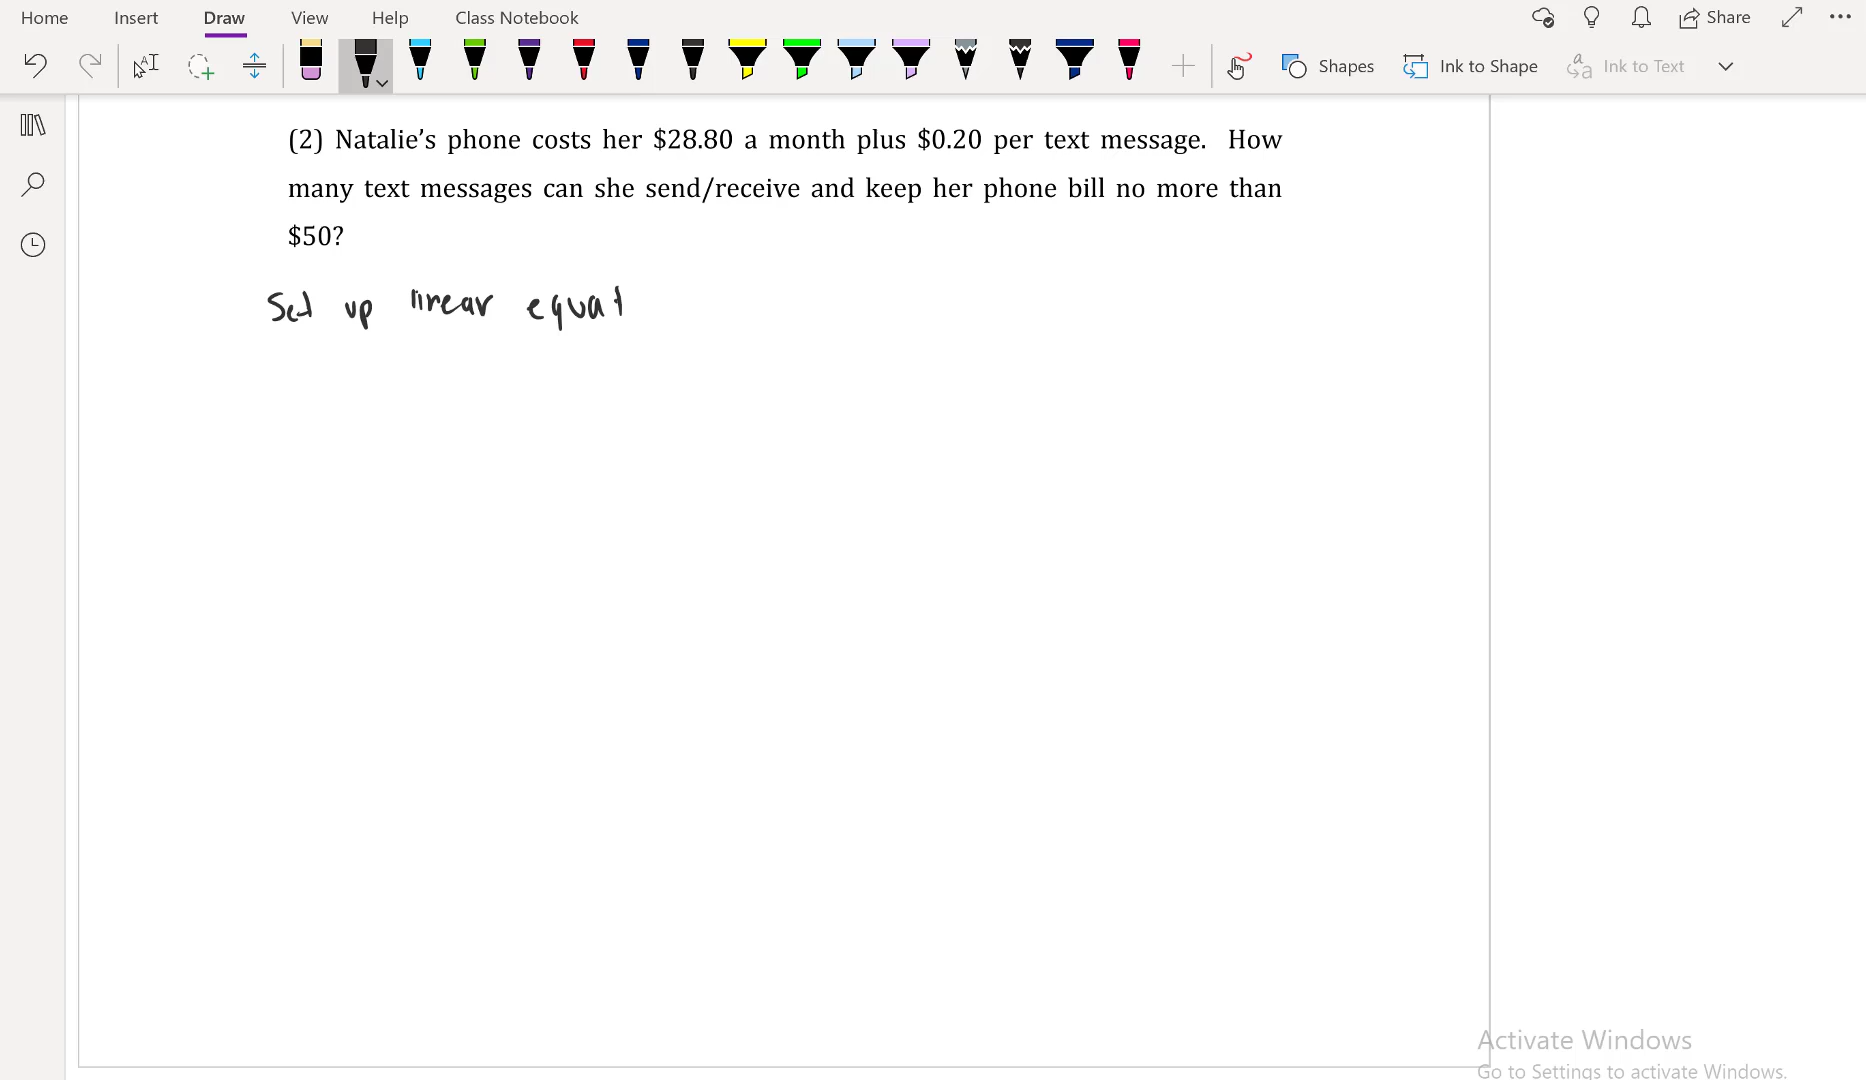 Home Insert Draw View Help Class Notebook Share
Shapes Ink to Shape Ink to Text
(2) Natalie’s phone costs her $28.80 a month plus $0.20 per text message. How
many text messages can she send/receive and keep her phone bill no more than
$50?
Set up linear equat
Activate Windows
Go to Settings to activate Windows.